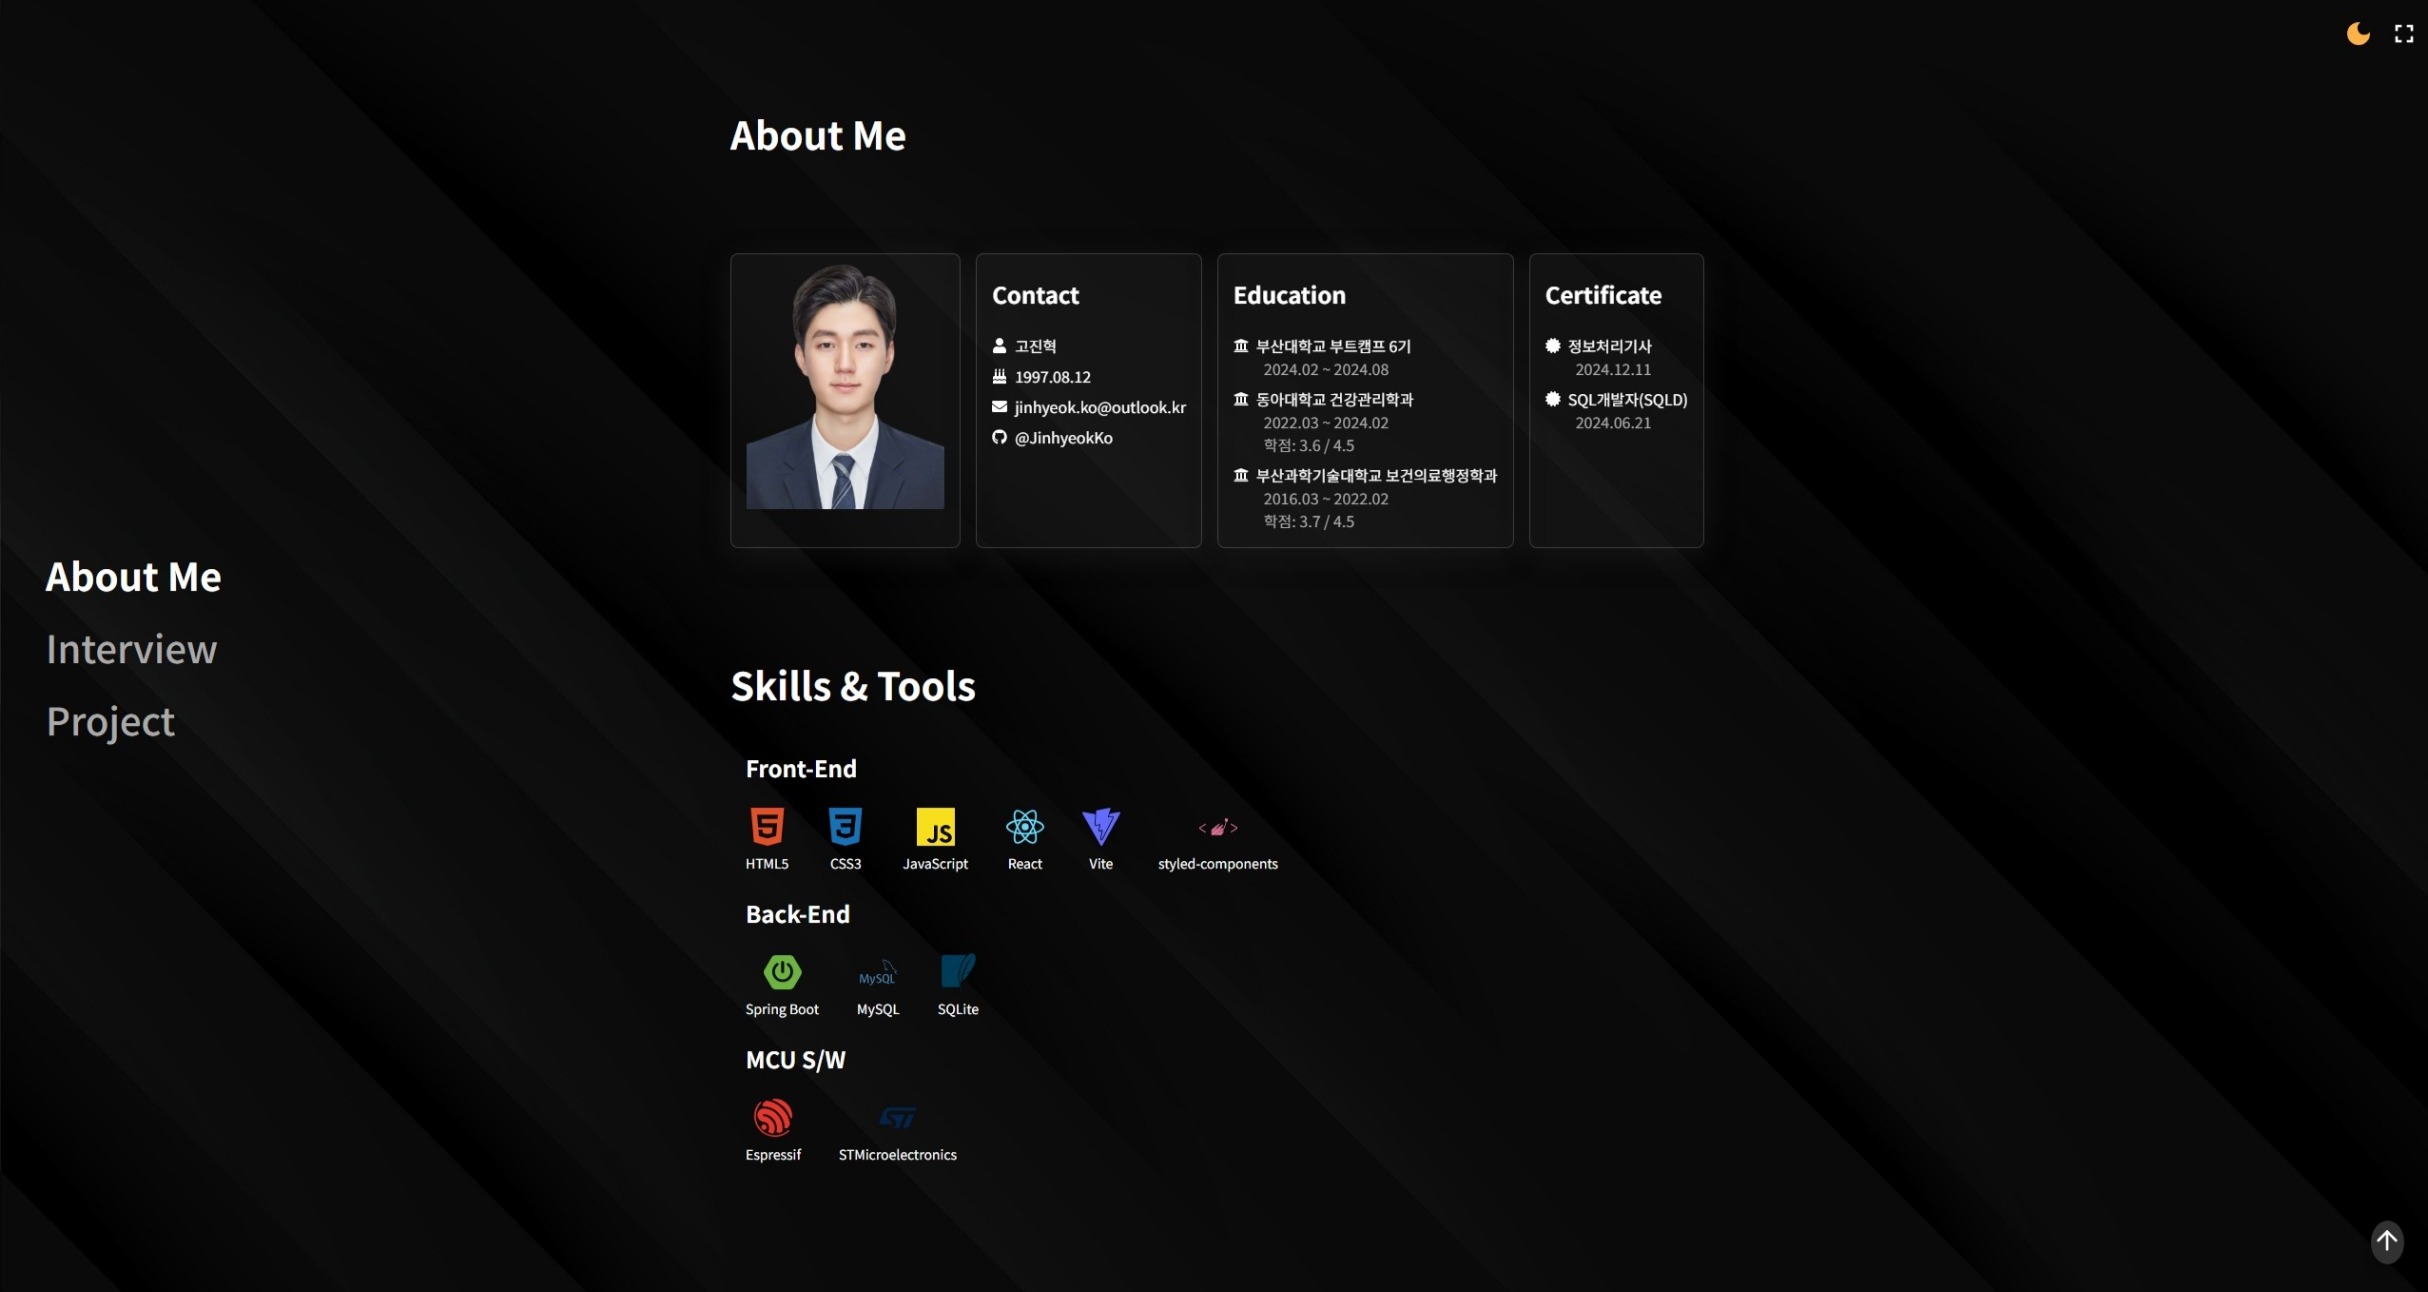 About Me
Interview
Project
About Me
Contact
고진혁
1997.08.12
jinhyeok.ko@outlook.kr
@JinhyeokKo
Education
부산대학교 부트캠프 6기
2024.02 ~ 2024.08
동아대학교 건강관리학과
2022.03 ~ 2024.02
학점: 3.6 / 4.5
부산과학기술대학교 보건의료행정학과
2016.03 ~ 2022.02
학점: 3.7 / 4.5
Certificate
정보처리기사
2024.12.11
SQL개발자(SQLD)
2024.06.21
Skills & Tools
Front-End
5
3
JS
HTML5
CSS3
JavaScript
React
Vite
styled-components
Back-End
MySQL
Spring Boot
MySQL
SQLite
MCU S/W
ST
Espressif
STMicroelectronics